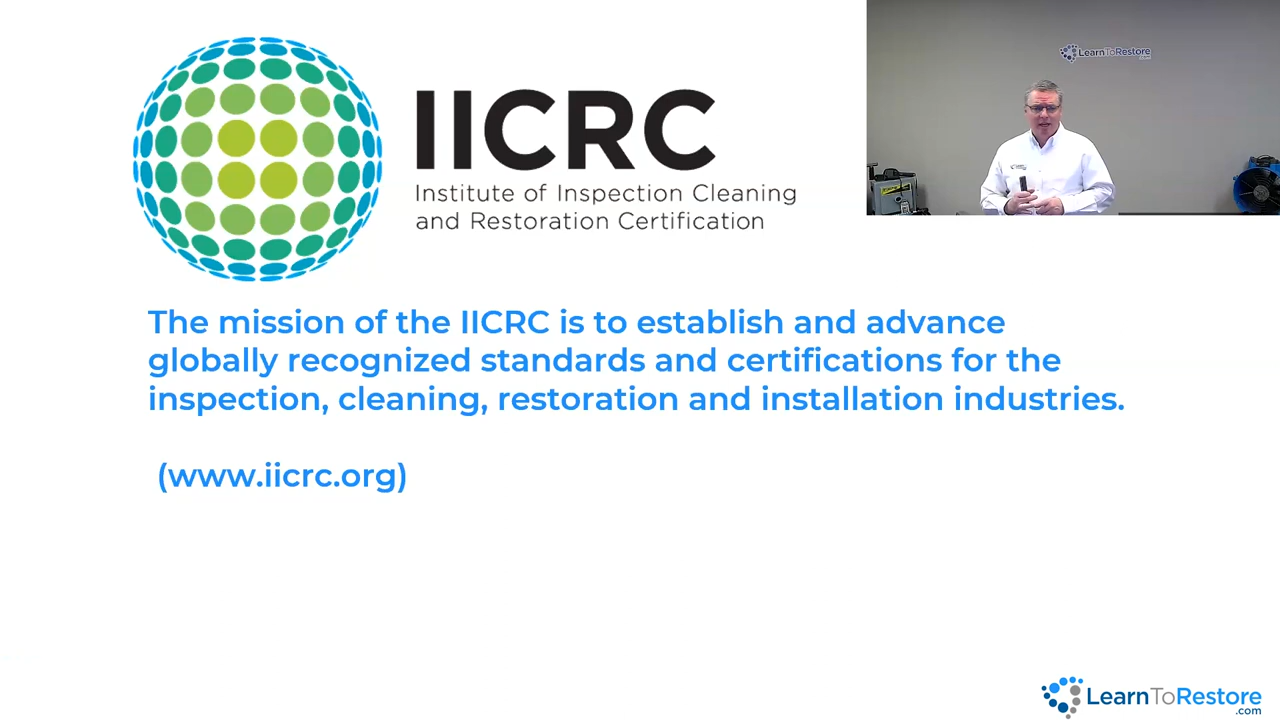 IICRC
Institute of Inspection Cleaning
and Restoration Certification
LearnToRestore
The mission of the IICRC is to establish and advance
globally recognized standards and certifications for the
inspection, cleaning, restoration and installation industries.
(www.iicrc.org)
LearnToRestore
.com